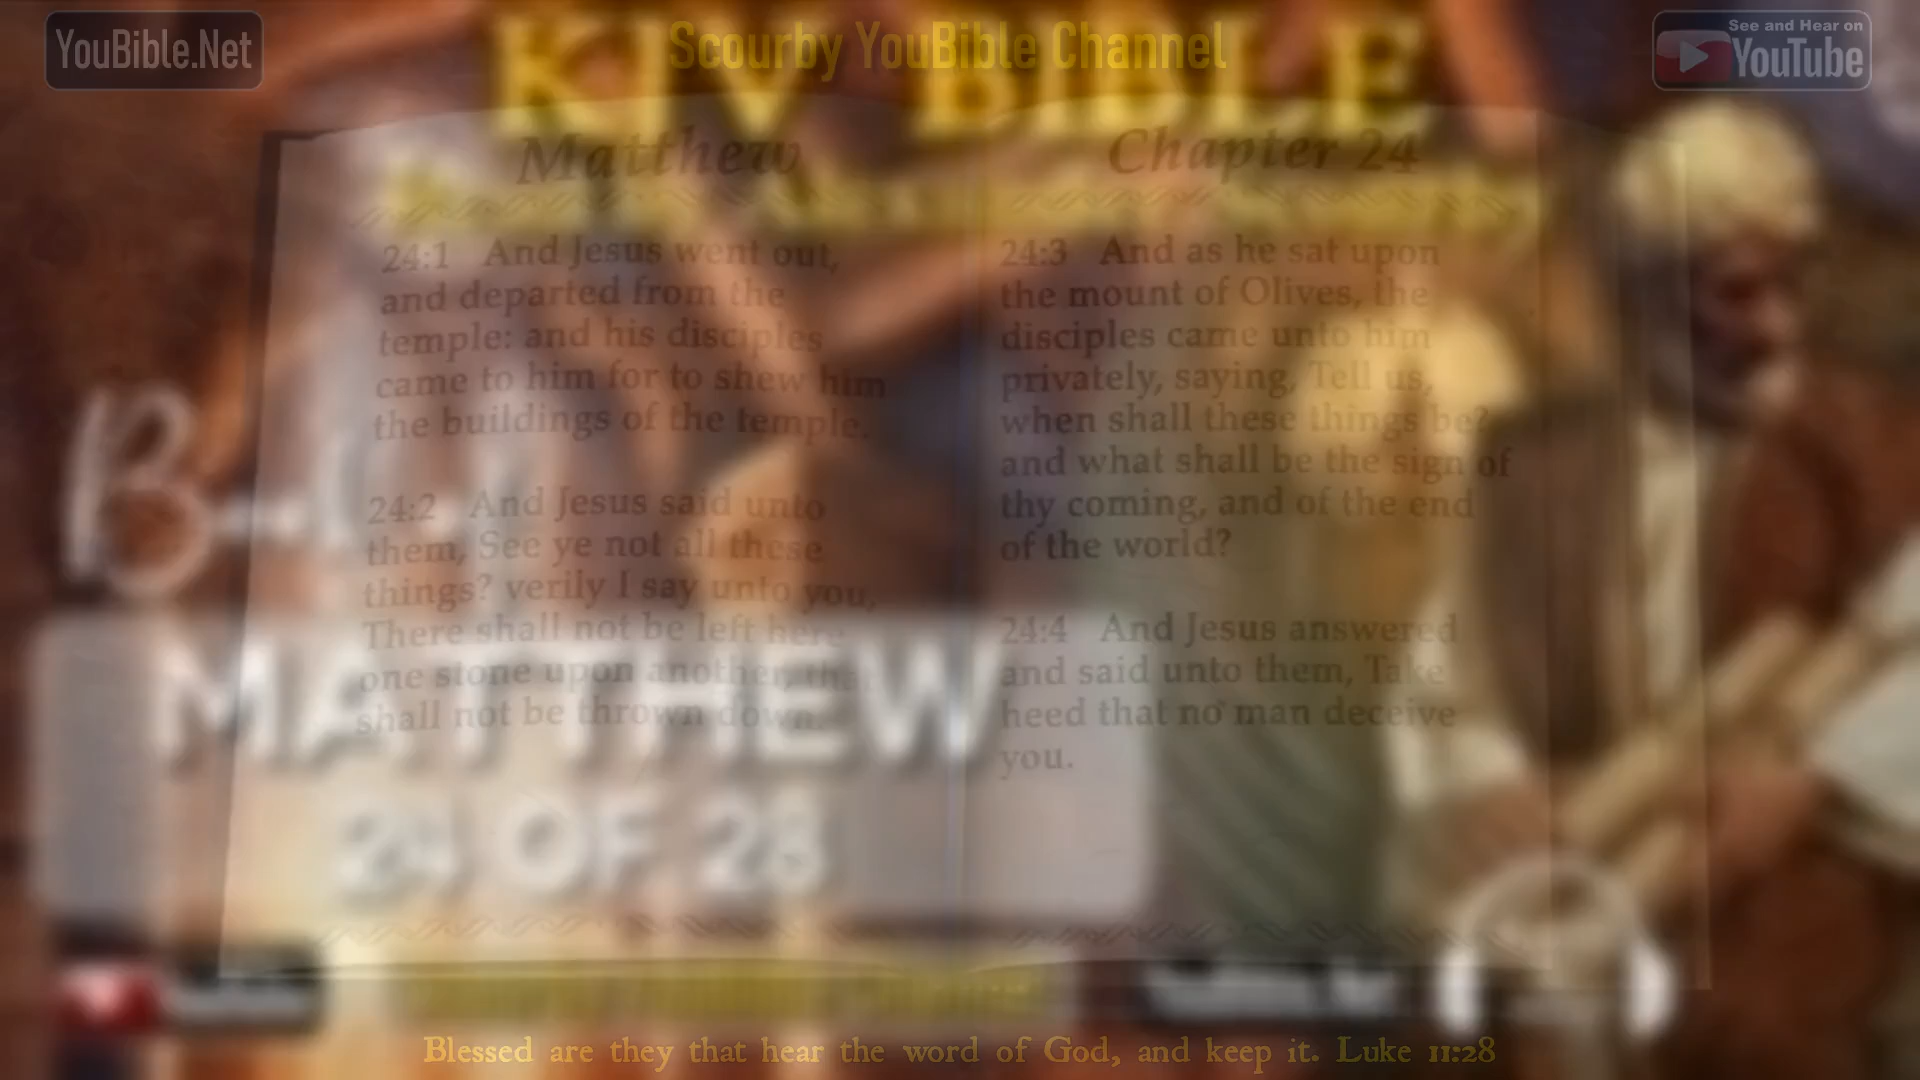 YouBible.Net
KJV BIBLE
Scourby YouBible Channel
See and Hear on
YouTube
Matthew
Chapter 24
24:1 And Jesus went out,
and departed from the
temple: and his disciples
came to him for to shew him
the buildings of the temple.
24:2 And Jesus said unto
them, See ye not all these
things? verily I say unto you,
There shall not be left here
one stone upon another, that
shall not be thrown down.
24:3 And as he sat upon
the mount of Olives, the
disciples came unto him
privately, saying, Tell us,
when shall these things be?
and what shall be the sign of
thy coming, and of the end
of the world?
24:4 And Jesus answered
and said unto them, Take
heed that no man deceive
you.
MATTHEW
24 OF 28
Blessed are they that hear the word of God, and keep it. Luke 11:28